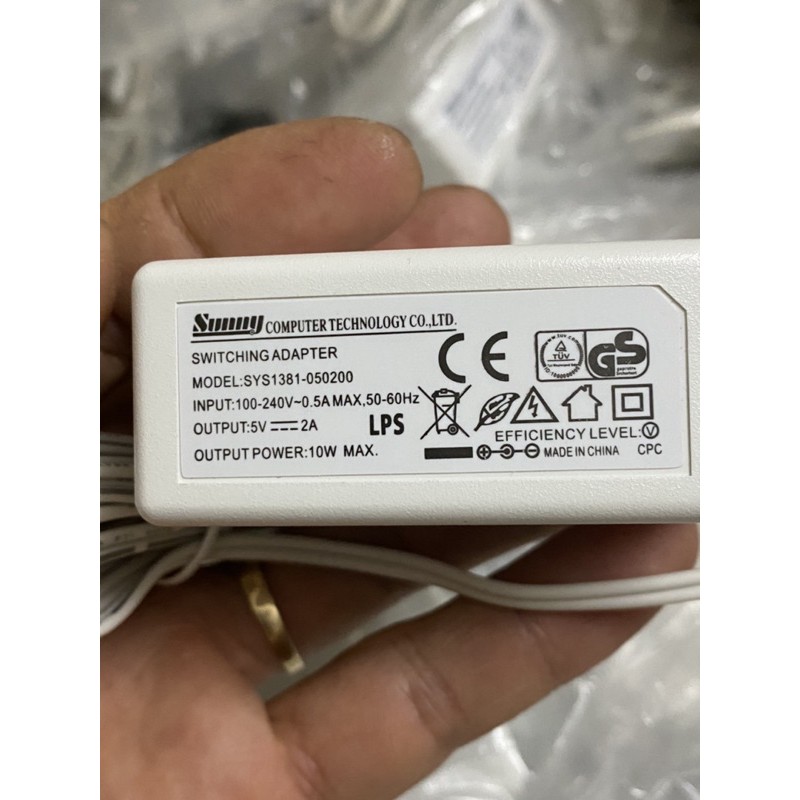 Sunny COMPUTER TECHNOLOGY CO.,LTD.
SWITCHING ADAPTER
MODEL:SYS1381-050200
INPUT:100-240V~0.5A MAX,50-60Hz
OUTPUT:5V⎓2A
LPS
OUTPUT POWER:10W MAX.
CE
TÜV
GS
EFFICIENCY LEVEL:Ⓥ
MADE IN CHINA CPC